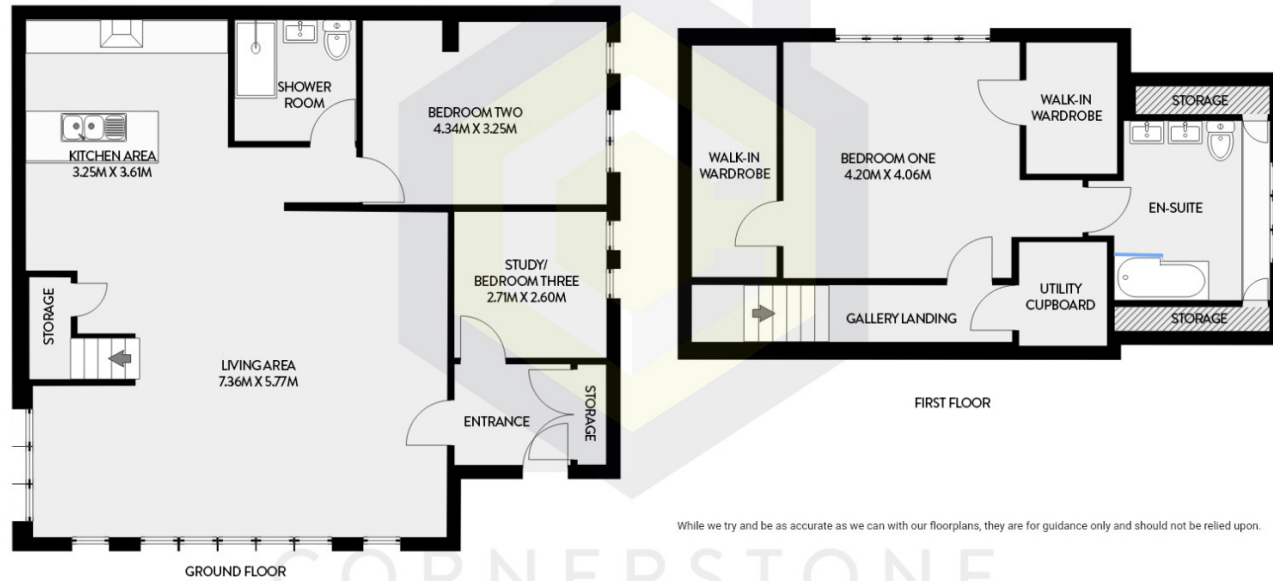 SHOWER
ROOM
BEDROOM TWO
4.34M X 3.25M
KITCHEN AREA
3.25M X 3.61M
STUDY/
BEDROOM THREE
2.71M X 2.60M
STORAGE
LIVING AREA
7.36M X 5.77M
ENTRANCE
STORAGE
GROUND FLOOR
WALK-IN
WARDROBE
BEDROOM ONE
4.20M X 4.06M
WALK-IN
WARDROBE
STORAGE
EN-SUITE
UTILITY
CUPBOARD
GALLERY LANDING
STORAGE
FIRST FLOOR
While we try and be as accurate as we can with our floorplans, they are for guidance only and should not be relied upon.
CORNERSTONE